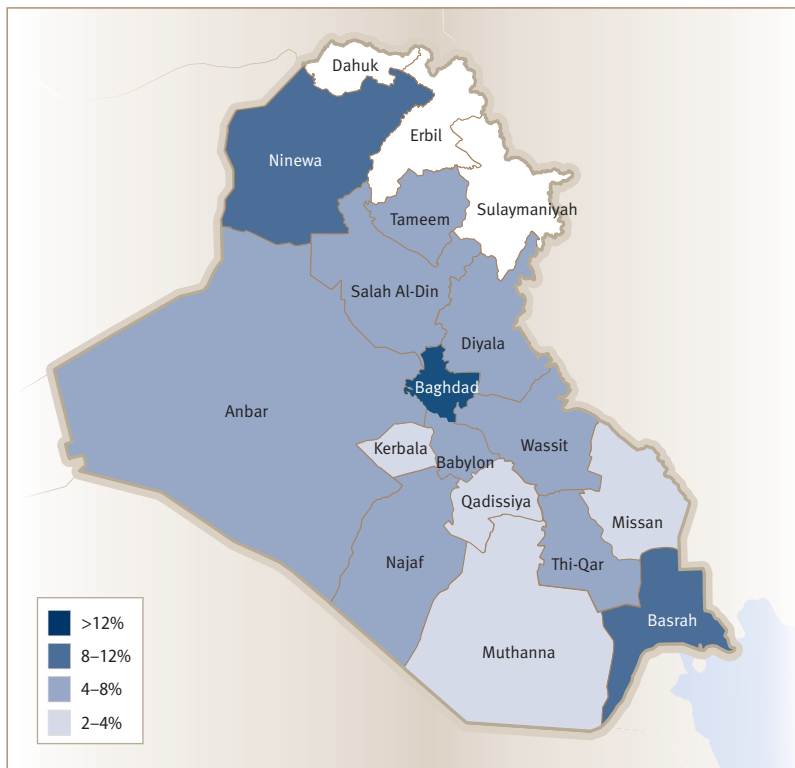 Dahuk
Erbil
Ninewa
Sulaymaniyah
Tameem
Salah Al-Din
Diyala
Baghdad
Anbar
Kerbala
Wassit
Babylon
Qadissiya
Missan
Najaf
Thi-Qar
Basrah
Muthanna
>12%
8–12%
4–8%
2–4%